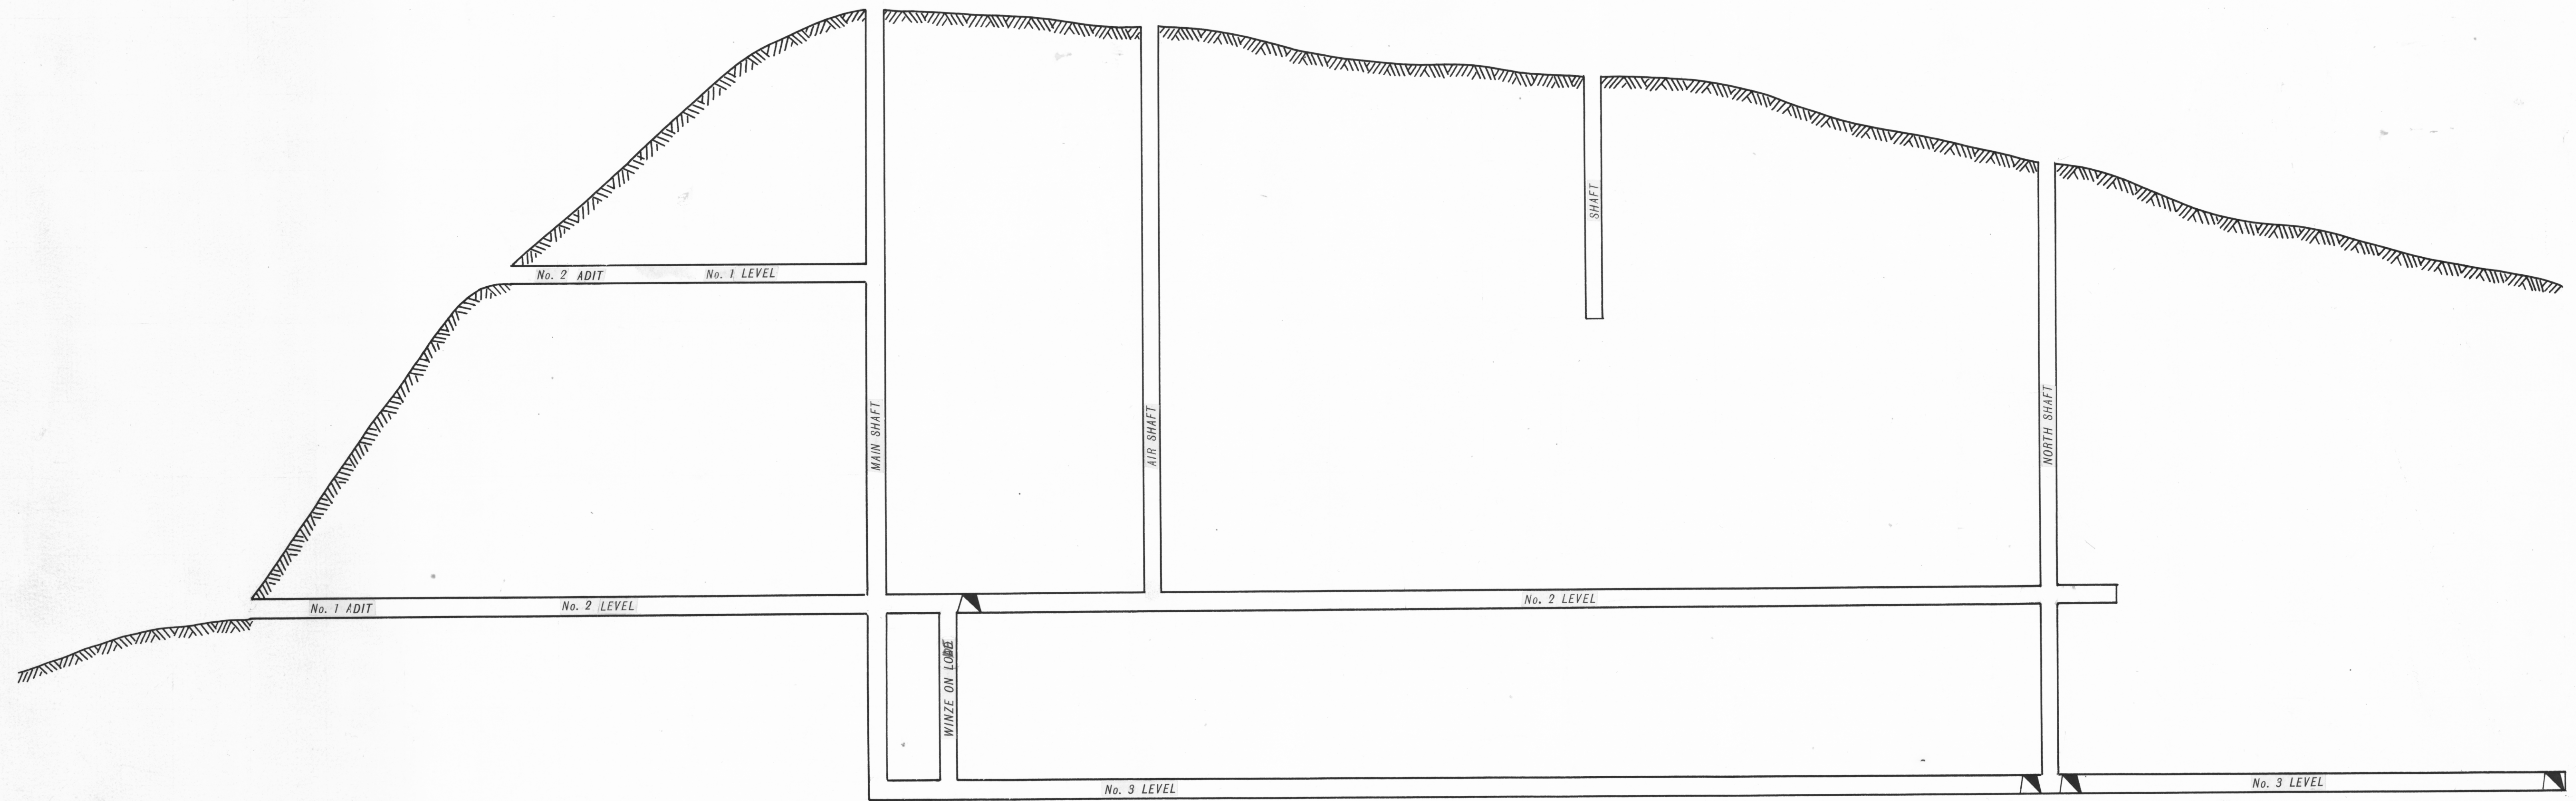 SHAFT
No. 2 ADIT
No. 1 LEVEL
MAIN SHAFT
AIR SHAFT
NORTH SHAFT
No. 1 ADIT
No. 2 LEVEL
No. 2 LEVEL
WINZE ON LODE
No. 3 LEVEL
No. 3 LEVEL